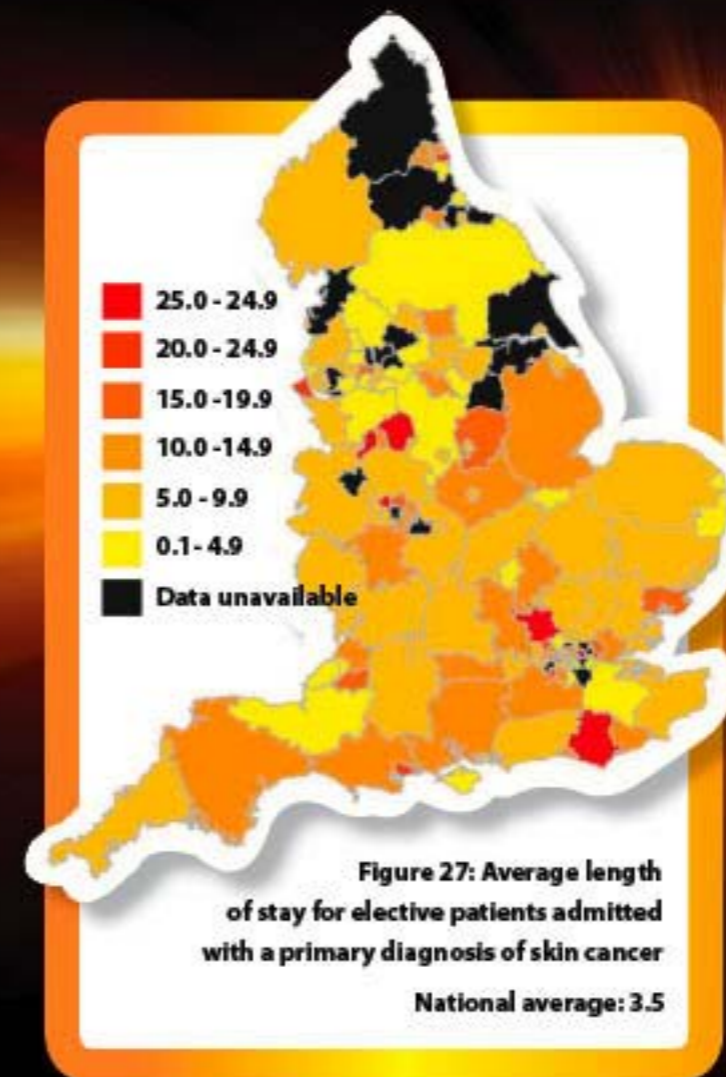 25.0 - 24.9
20.0 - 24.9
15.0 -19.9
10.0 -14.9
5.0 - 9.9
0.1- 4.9
Data unavailable
Figure 27: Average length
of stay for elective patients admitted
with a primary diagnosis of skin cancer
National average: 3.5